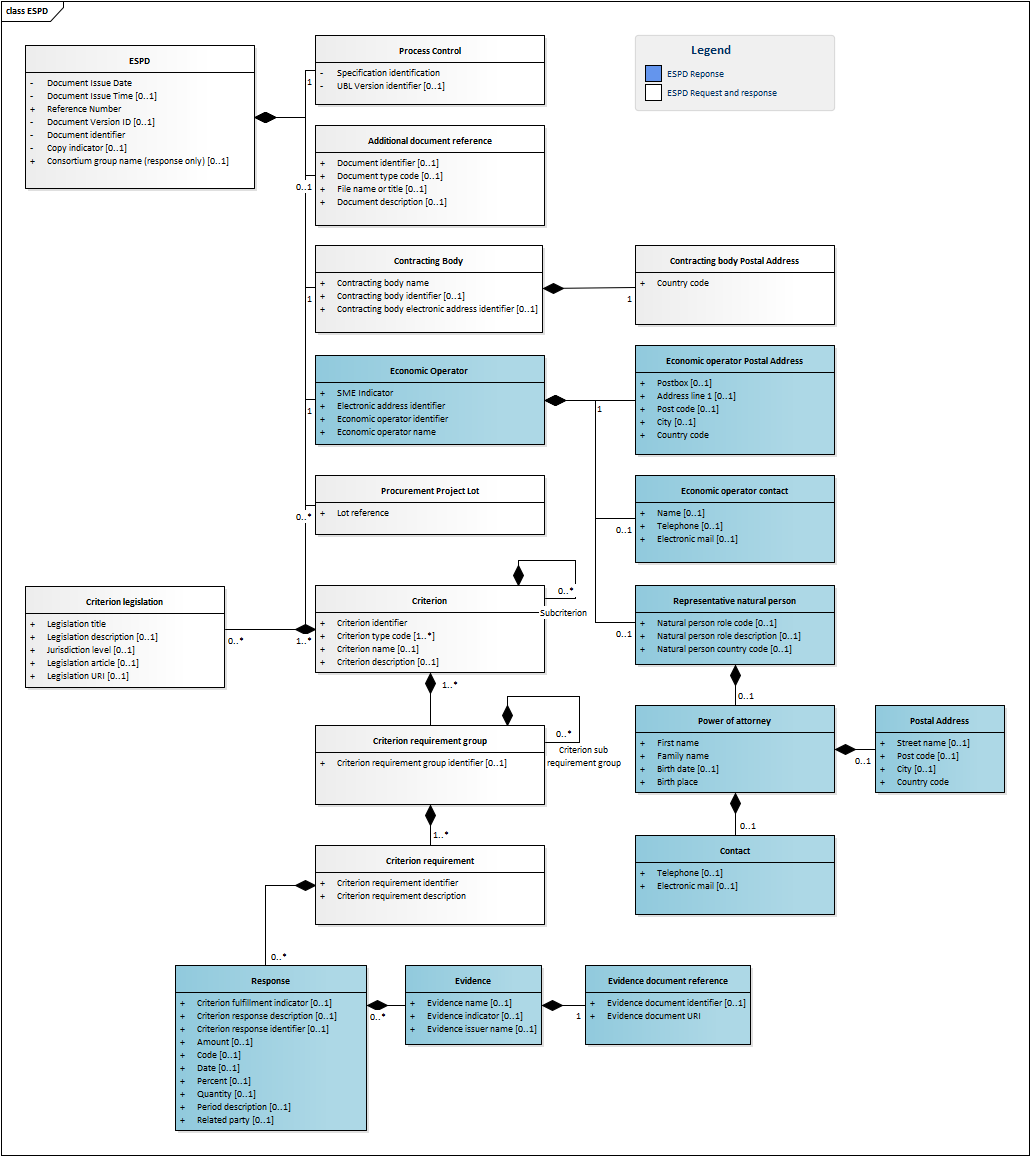 class ESPD
ESPD
- Document Issue Date
- Document Issue Time [0..1]
+ Reference Number
- Document Version ID [0..1]
- Document identifier
- Copy indicator [0..1]
+ Consortium group name (response only) [0..1]
Process Control
- Specification identification
- UBL Version identifier [0..1]
1
Legend
ESPD Reponse
ESPD Request and response
Additional document reference
+ Document identifier [0..1]
+ Document type code [0..1]
+ File name or title [0..1]
+ Document description [0..1]
0..1
Contracting Body
+ Contracting body name
+ Contracting body identifier [0..1]
+ Contracting body electronic address identifier [0..1]
1
Contracting body Postal Address
+ Country code
1
Economic Operator
+ SME Indicator
+ Electronic address identifier
+ Economic operator identifier
+ Economic operator name
1
Economic operator Postal Address
+ Postbox [0..1]
+ Address line 1 [0..1]
+ Post code [0..1]
+ City [0..1]
+ Country code
1
Procurement Project Lot
+ Lot reference
0..*
Economic operator contact
+ Name [0..1]
+ Telephone [0..1]
+ Electronic mail [0..1]
0..1
Criterion legislation
+ Legislation title
+ Legislation description [0..1]
+ Jurisdiction level [0..1]
+ Legislation article [0..1]
+ Legislation URI [0..1]
0..*
1..*
Criterion
+ Criterion identifier
+ Criterion type code [1..*]
+ Criterion name [0..1]
+ Criterion description [0..1]
0..*
Subcriterion
Representative natural person
+ Natural person role code [0..1]
+ Natural person role description [0..1]
+ Natural person country code [0..1]
0..1
1..*
Criterion requirement group
+ Criterion requirement group identifier [0..1]
0..*
Criterion sub
requirement group
0..1
Power of attorney
+ First name
+ Family name
+ Birth date [0..1]
+ Birth place
Postal Address
+ Street name [0..1]
+ Post code [0..1]
+ City [0..1]
+ Country code
0..1
1..*
Criterion requirement
+ Criterion requirement identifier
+ Criterion requirement description
0..1
Contact
+ Telephone [0..1]
+ Electronic mail [0..1]
0..*
Response
+ Criterion fulfillment indicator [0..1]
+ Criterion response description [0..1]
+ Criterion response identifier [0..1]
+ Amount [0..1]
+ Code [0..1]
+ Date [0..1]
+ Percent [0..1]
+ Quantity [0..1]
+ Period description [0..1]
+ Related party [0..1]
0..*
Evidence
+ Evidence name [0..1]
+ Evidence indicator [0..1]
+ Evidence issuer name [0..1]
1
Evidence document reference
+ Evidence document identifier [0..1]
+ Evidence document URI